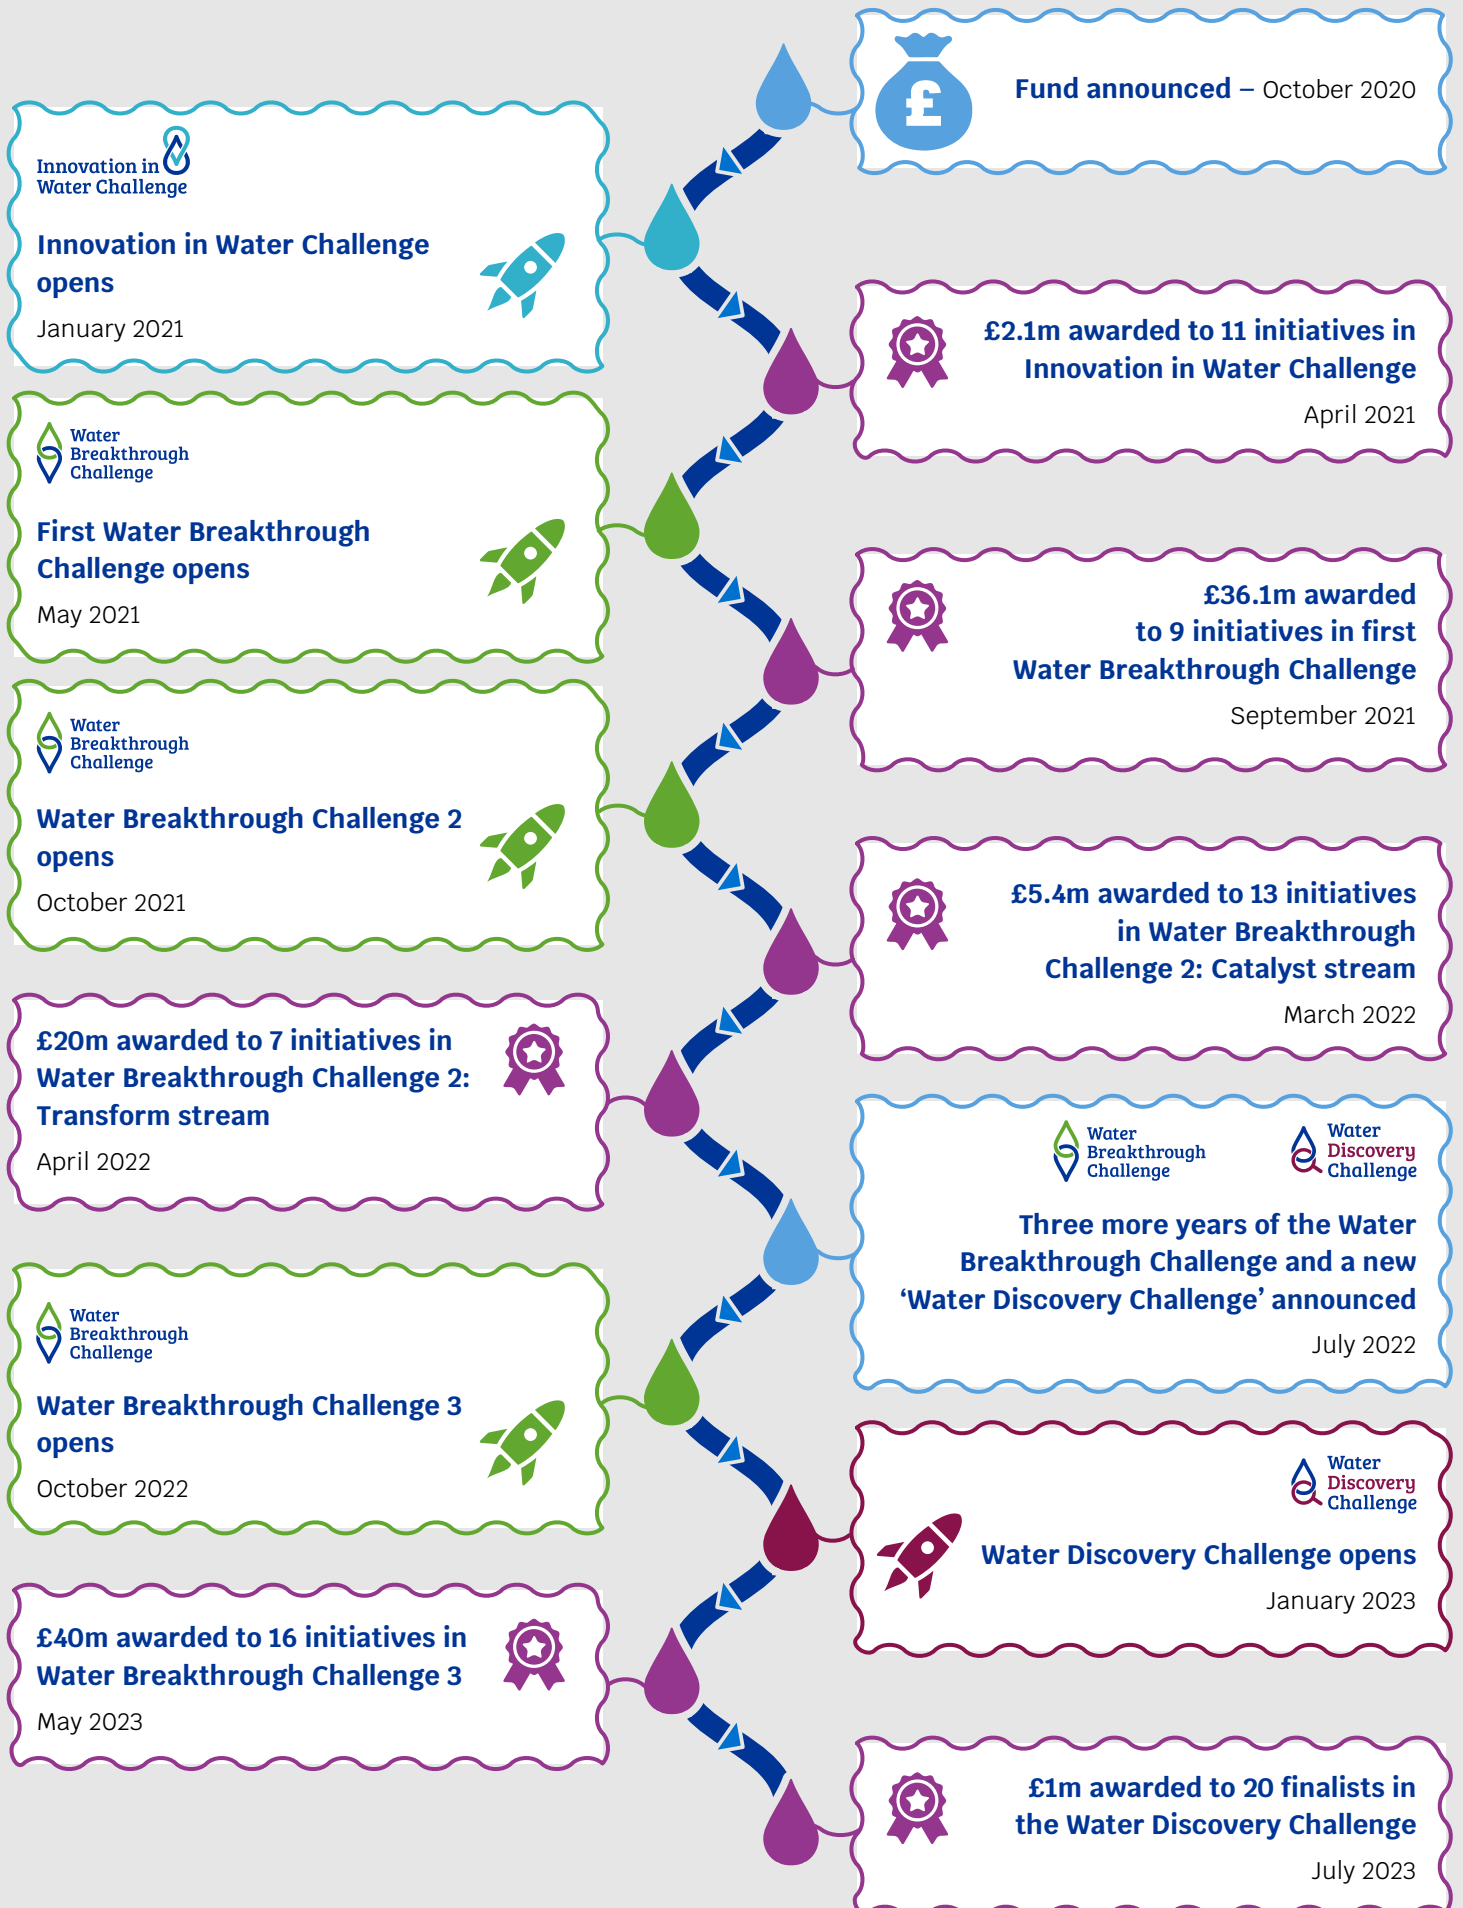 Fund announced – October 2020
£
Innovation in
Water Challenge
Innovation in Water Challenge
opens
January 2021
£2.1m awarded to 11 initiatives in
Innovation in Water Challenge
April 2021
Water
Breakthrough
Challenge
First Water Breakthrough
Challenge opens
May 2021
£36.1m awarded
to 9 initiatives in first
Water Breakthrough Challenge
September 2021
Water
Breakthrough
Challenge
Water Breakthrough Challenge 2
opens
October 2021
£5.4m awarded to 13 initiatives
in Water Breakthrough
Challenge 2: Catalyst stream
March 2022
£20m awarded to 7 initiatives in
Water Breakthrough Challenge 2:
Transform stream
April 2022
Water
Breakthrough
Challenge
Water
Discovery
Challenge
Three more years of the Water
Breakthrough Challenge and a new
‘Water Discovery Challenge’ announced
July 2022
Water
Breakthrough
Challenge
Water Breakthrough Challenge 3
opens
October 2022
Water
Discovery
Challenge
Water Discovery Challenge opens
January 2023
£40m awarded to 16 initiatives in
Water Breakthrough Challenge 3
May 2023
£1m awarded to 20 finalists in
the Water Discovery Challenge
July 2023